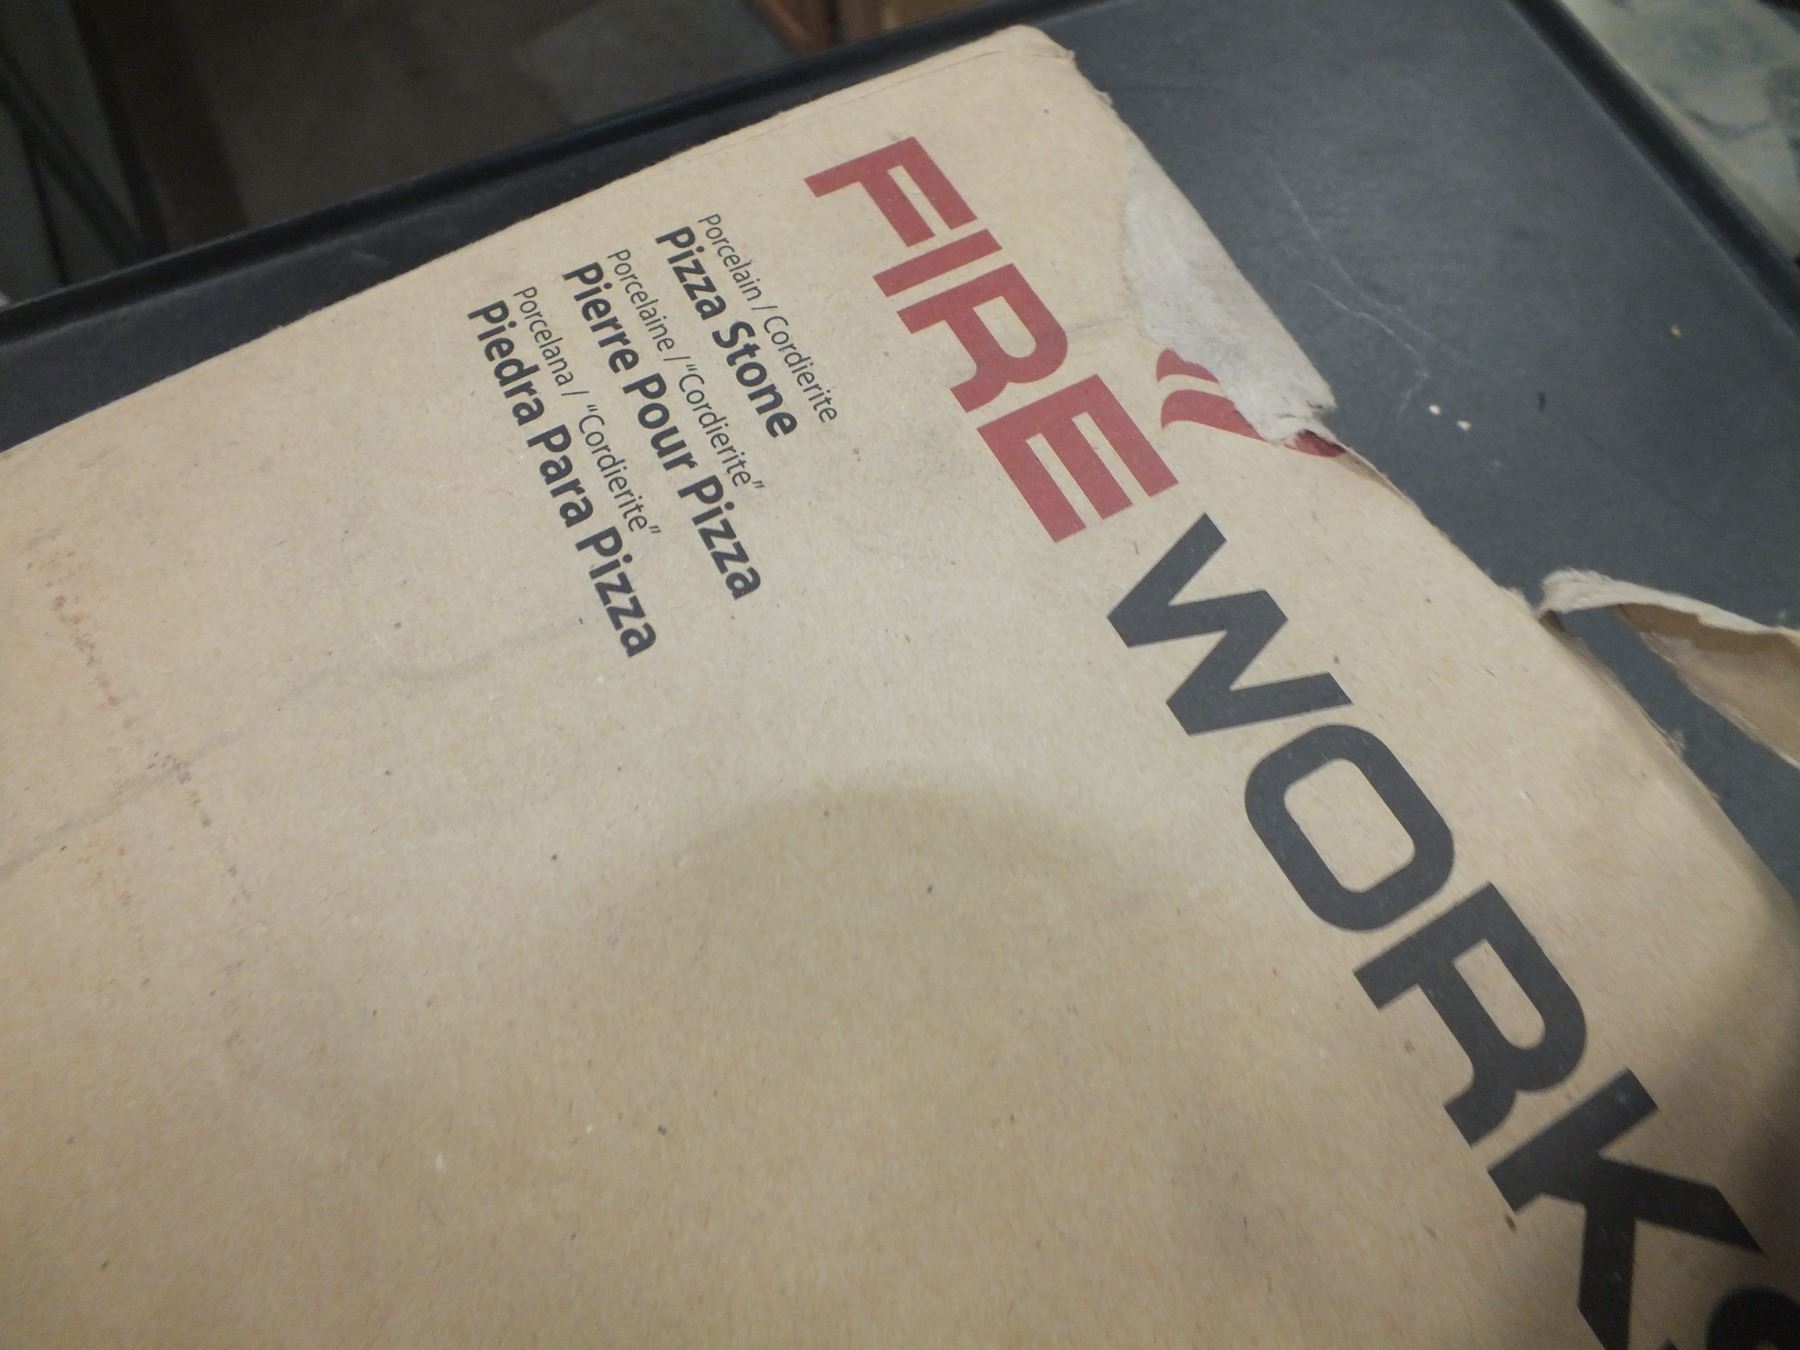 FIREWORK
Porcelain / Cordierite
Pizza Stone
Porcelaine / "Cordierite"
Pierre Pour Pizza
Porcelana / "Cordierite"
Piedra Para Pizza